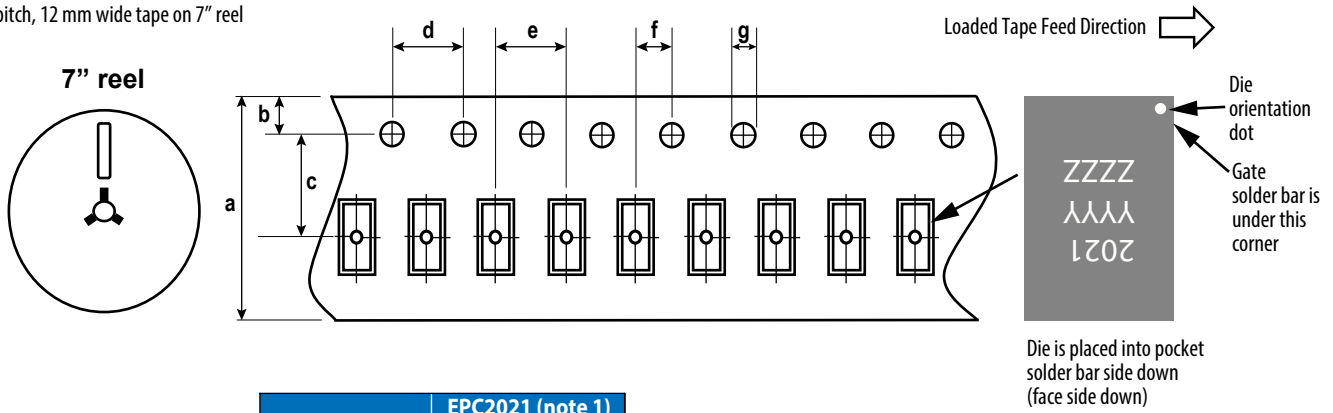 pitch, 12 mm wide tape on 7” reel
Loaded Tape Feed Direction
7” reel
d
e
f
g
b
c
a
Die
orientation
dot
Gate
solder bar is
under this
corner
ZZZZ
YYYY
2021
Die is placed into pocket
solder bar side down
(face side down)
EPC2021 (note 1)